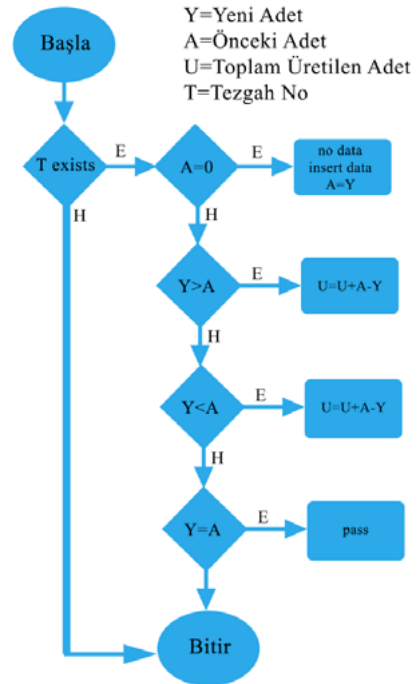 Y=Yeni Adet
A=Önceki Adet
U=Toplam Üretilen Adet
T=Tezgah No
Başla
T exists
E
A=0
E
no data
insert data
A=Y
H
H
Y>A
E
U=U+A-Y
H
Y<A
E
U=U+A-Y
H
Y=A
E
pass
Bitir